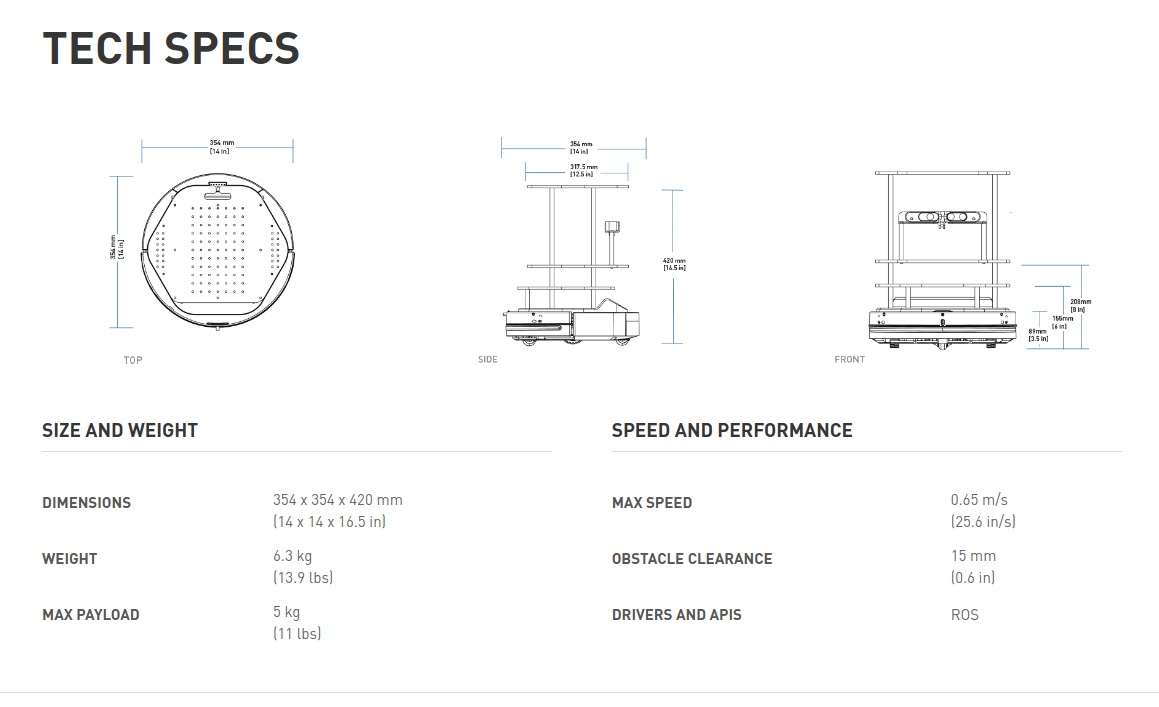 TECH SPECS
354 mm
[14 in]
354 mm
[14 in]
TOP
354 mm
[14 in]
317.5 mm
[12.5 in]
420 mm
[16.5 in]
SIDE
203mm
[8 in]
155mm
[6 in]
89mm
[3.5 in]
FRONT
SIZE AND WEIGHT
DIMENSIONS
354 x 354 x 420 mm
(14 x 14 x 16.5 in)
WEIGHT
6.3 kg
(13.9 lbs)
MAX PAYLOAD
5 kg
(11 lbs)
SPEED AND PERFORMANCE
MAX SPEED
0.65 m/s
(25.6 in/s)
OBSTACLE CLEARANCE
15 mm
(0.6 in)
DRIVERS AND APIS
ROS